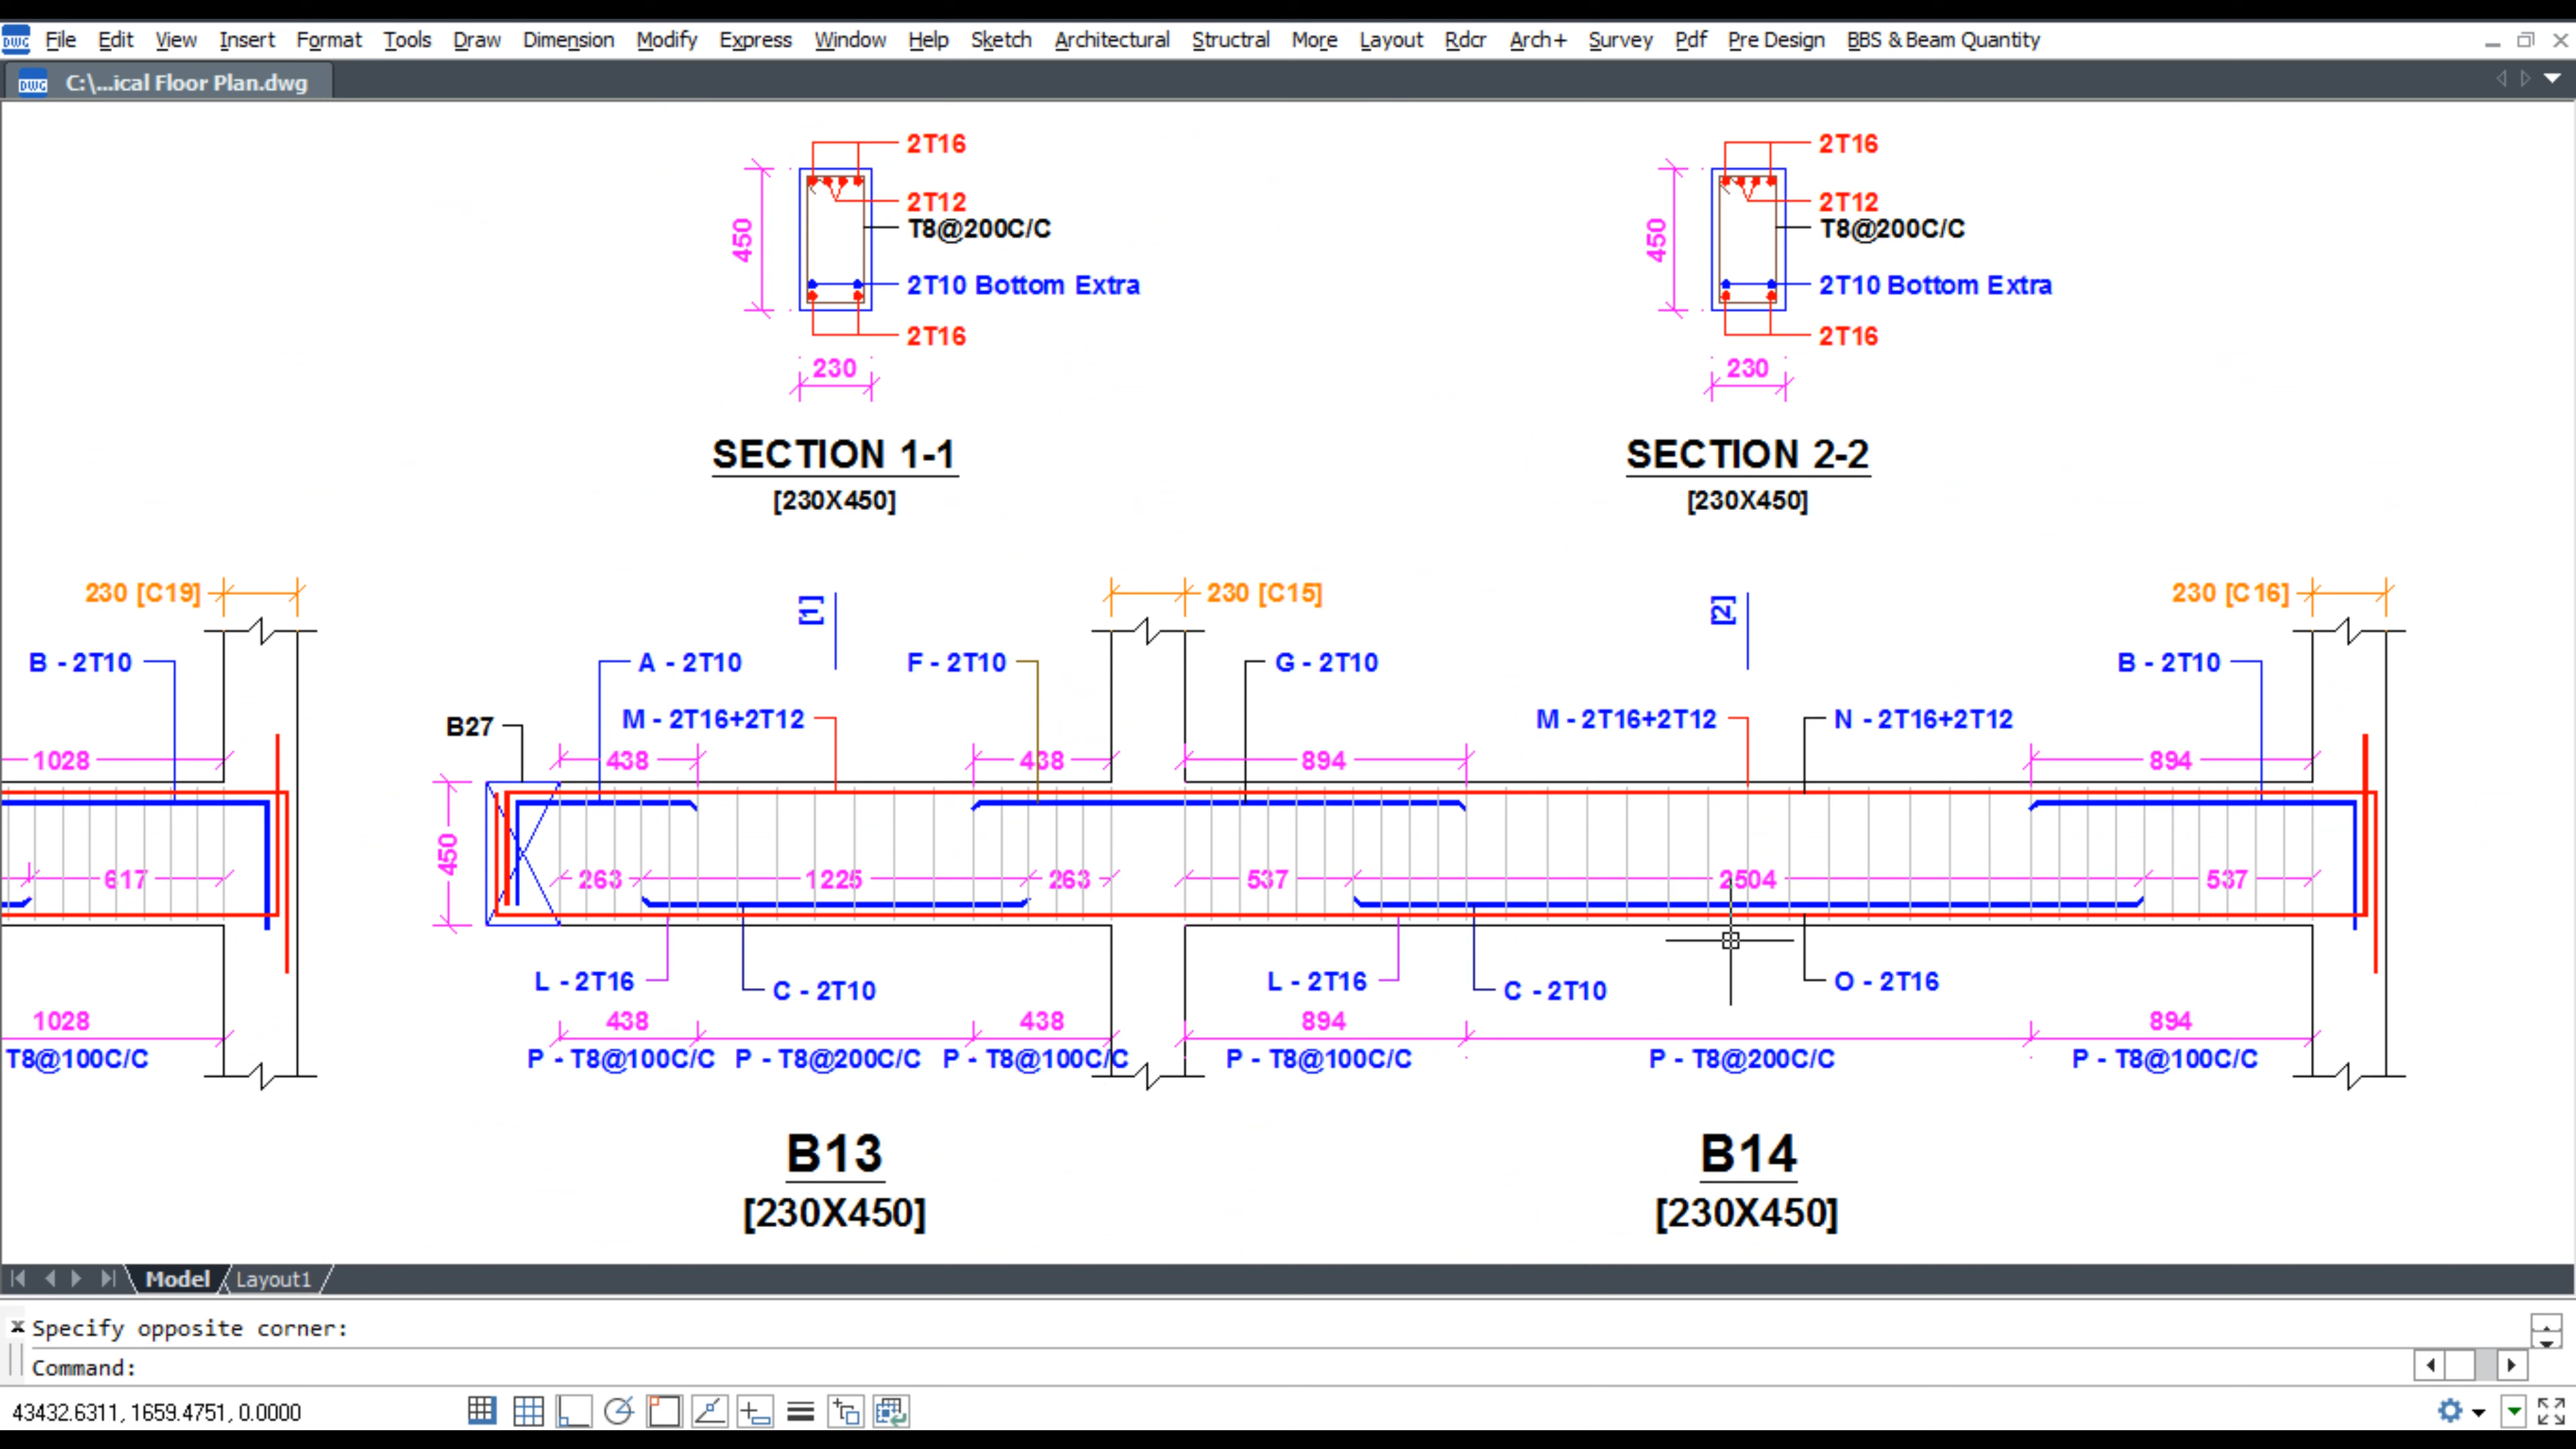 DWG File Edit View Insert Format Tools Draw Dimension Modify Express Window Help Sketch Architectural Structral More Layout Rdcr Arch+ Survey Pdf Pre Design BBS & Beam Quantity
DWG C:\...ical Floor Plan.dwg
2T16
2T12
T8@200C/C
2T10 Bottom Extra
2T16
450
230
SECTION 1-1
[230X450]
2T16
2T12
T8@200C/C
2T10 Bottom Extra
2T16
450
230
SECTION 2-2
[230X450]
230 [C19] [1] 230 [C15] [2] 230 [C16]
B - 2T10 A - 2T10 F - 2T10 G - 2T10 B - 2T10
B27 M - 2T16+2T12 M - 2T16+2T12 N - 2T16+2T12
1028 438 438 894 894
450
617 263 1225 263 537 2504 537
L - 2T16 C - 2T10 L - 2T16 C - 2T10 O - 2T16
1028 438 438 894 894
T8@100C/C P - T8@100C/C P - T8@200C/C P - T8@100C/C P - T8@100C/C P - T8@200C/C P - T8@100C/C
B13 B14
[230X450] [230X450]
Model Layout1
Specify opposite corner:
Command:
43432.6311, 1659.4751, 0.0000